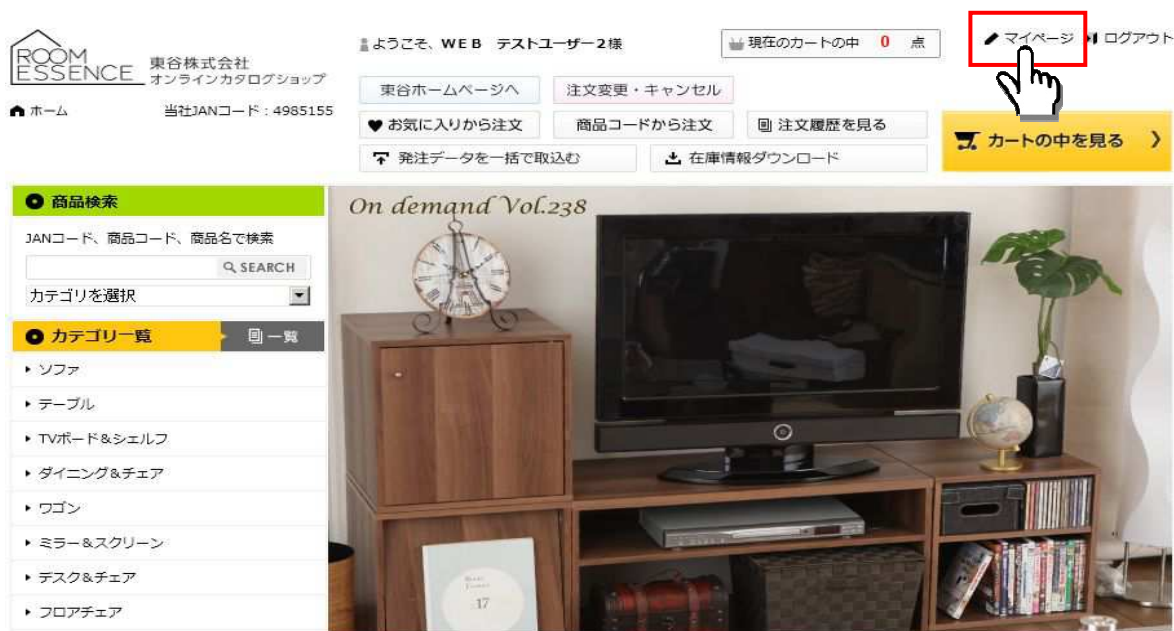 ROOM
ESSENCE
東谷株式会社
オンラインカタログショップ
ホーム
当社JANコード：4985155
ようこそ、WEB テストユーザー2様
現在のカートの中 0 点
マイページ
ログアウト
東谷ホームページへ
注文変更・キャンセル
お気に入りから注文
商品コードから注文
注文履歴を見る
発注データを一括で取込む
在庫情報ダウンロード
カートの中を見る
商品検索
JANコード、商品コード、商品名で検索
SEARCH
カテゴリを選択
カテゴリ一覧
一覧
ソファ
テーブル
TVボード&シェルフ
ダイニング&チェア
ワゴン
ミラー&スクリーン
デスク&チェア
フロアチェア
On demand Vol.238
17